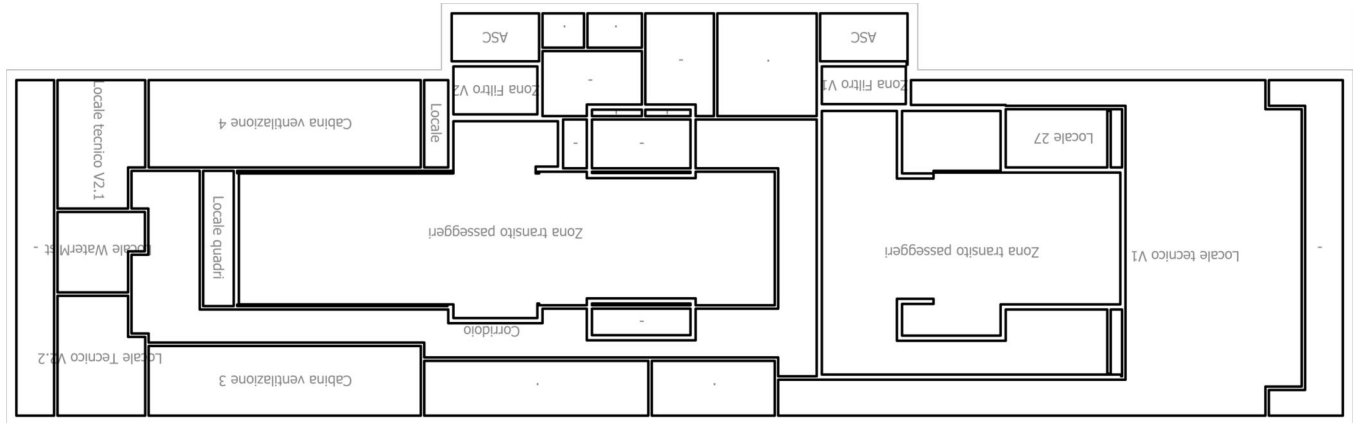 ASC
ASC
Zona Filtro V2
Zona Filtro V1
Locale tecnico V2.1
Cabina ventilazione 4
Locale
Locale 27
Locale quadri
Zona transito passeggeri
Zona transito passeggeri
Locale tecnico V1
Locale WaterMist
Corridoio
Locale Tecnico V2.2
Cabina ventilazione 3